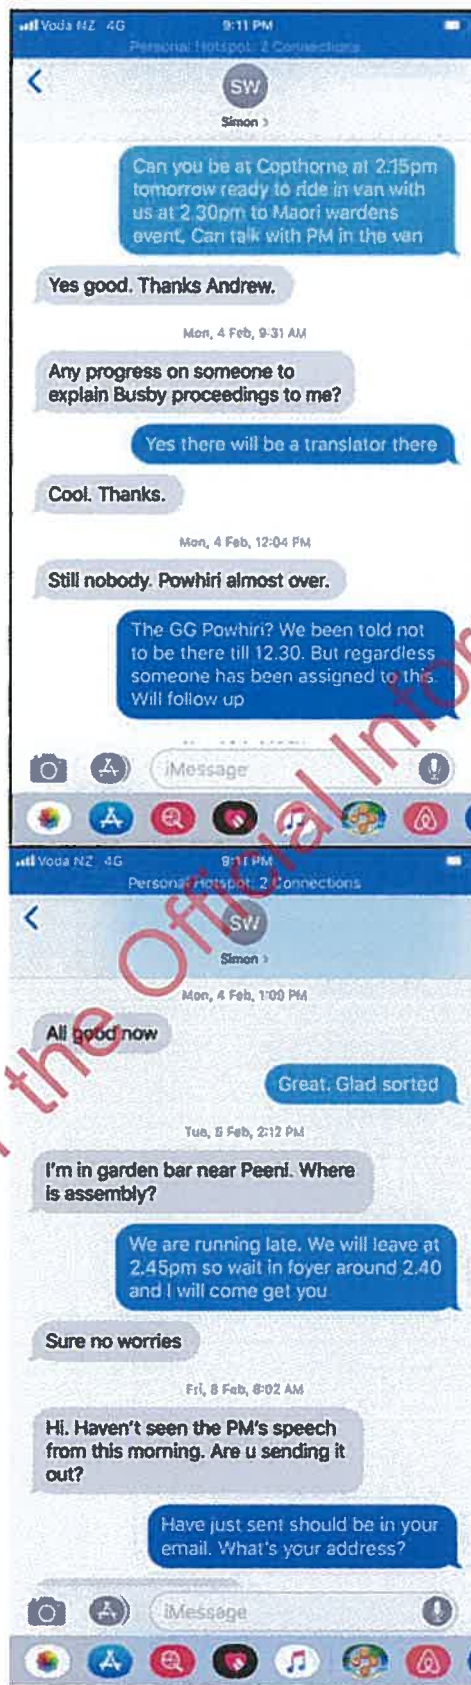 Voda NZ 4G 9:11 PM
Personal Hotspot: 2 Connections
SW
Simon >
Can you be at Copthorne at 2.15pm
tomorrow ready to ride in van with
us at 2.30pm to Maori wardens
event. Can talk with PM in the van
Yes good. Thanks Andrew.
Mon, 4 Feb, 9:31 AM
Any progress on someone to
explain Busby proceedings to me?
Yes there will be a translator there
Cool. Thanks.
Mon, 4 Feb, 12:04 PM
Still nobody. Powhiri almost over.
The GG Powhiri? We been told not
to be there till 12.30. But regardless
someone has been assigned to this.
Will follow up
iMessage
Voda NZ 4G 9:11 PM
Personal Hotspot: 2 Connections
SW
Simon >
Mon, 4 Feb, 1:00 PM
All good now
Great. Glad sorted
Tue, 5 Feb, 2:12 PM
I'm in garden bar near Peeni. Where
is assembly?
We are running late. We will leave at
2.45pm so wait in foyer around 2.40
and I will come get you
Sure no worries
Fri, 8 Feb, 8:02 AM
Hi. Haven't seen the PM's speech
from this morning. Are u sending it
out?
Have just sent should be in your
email. What's your address?
iMessage
the Official Inform